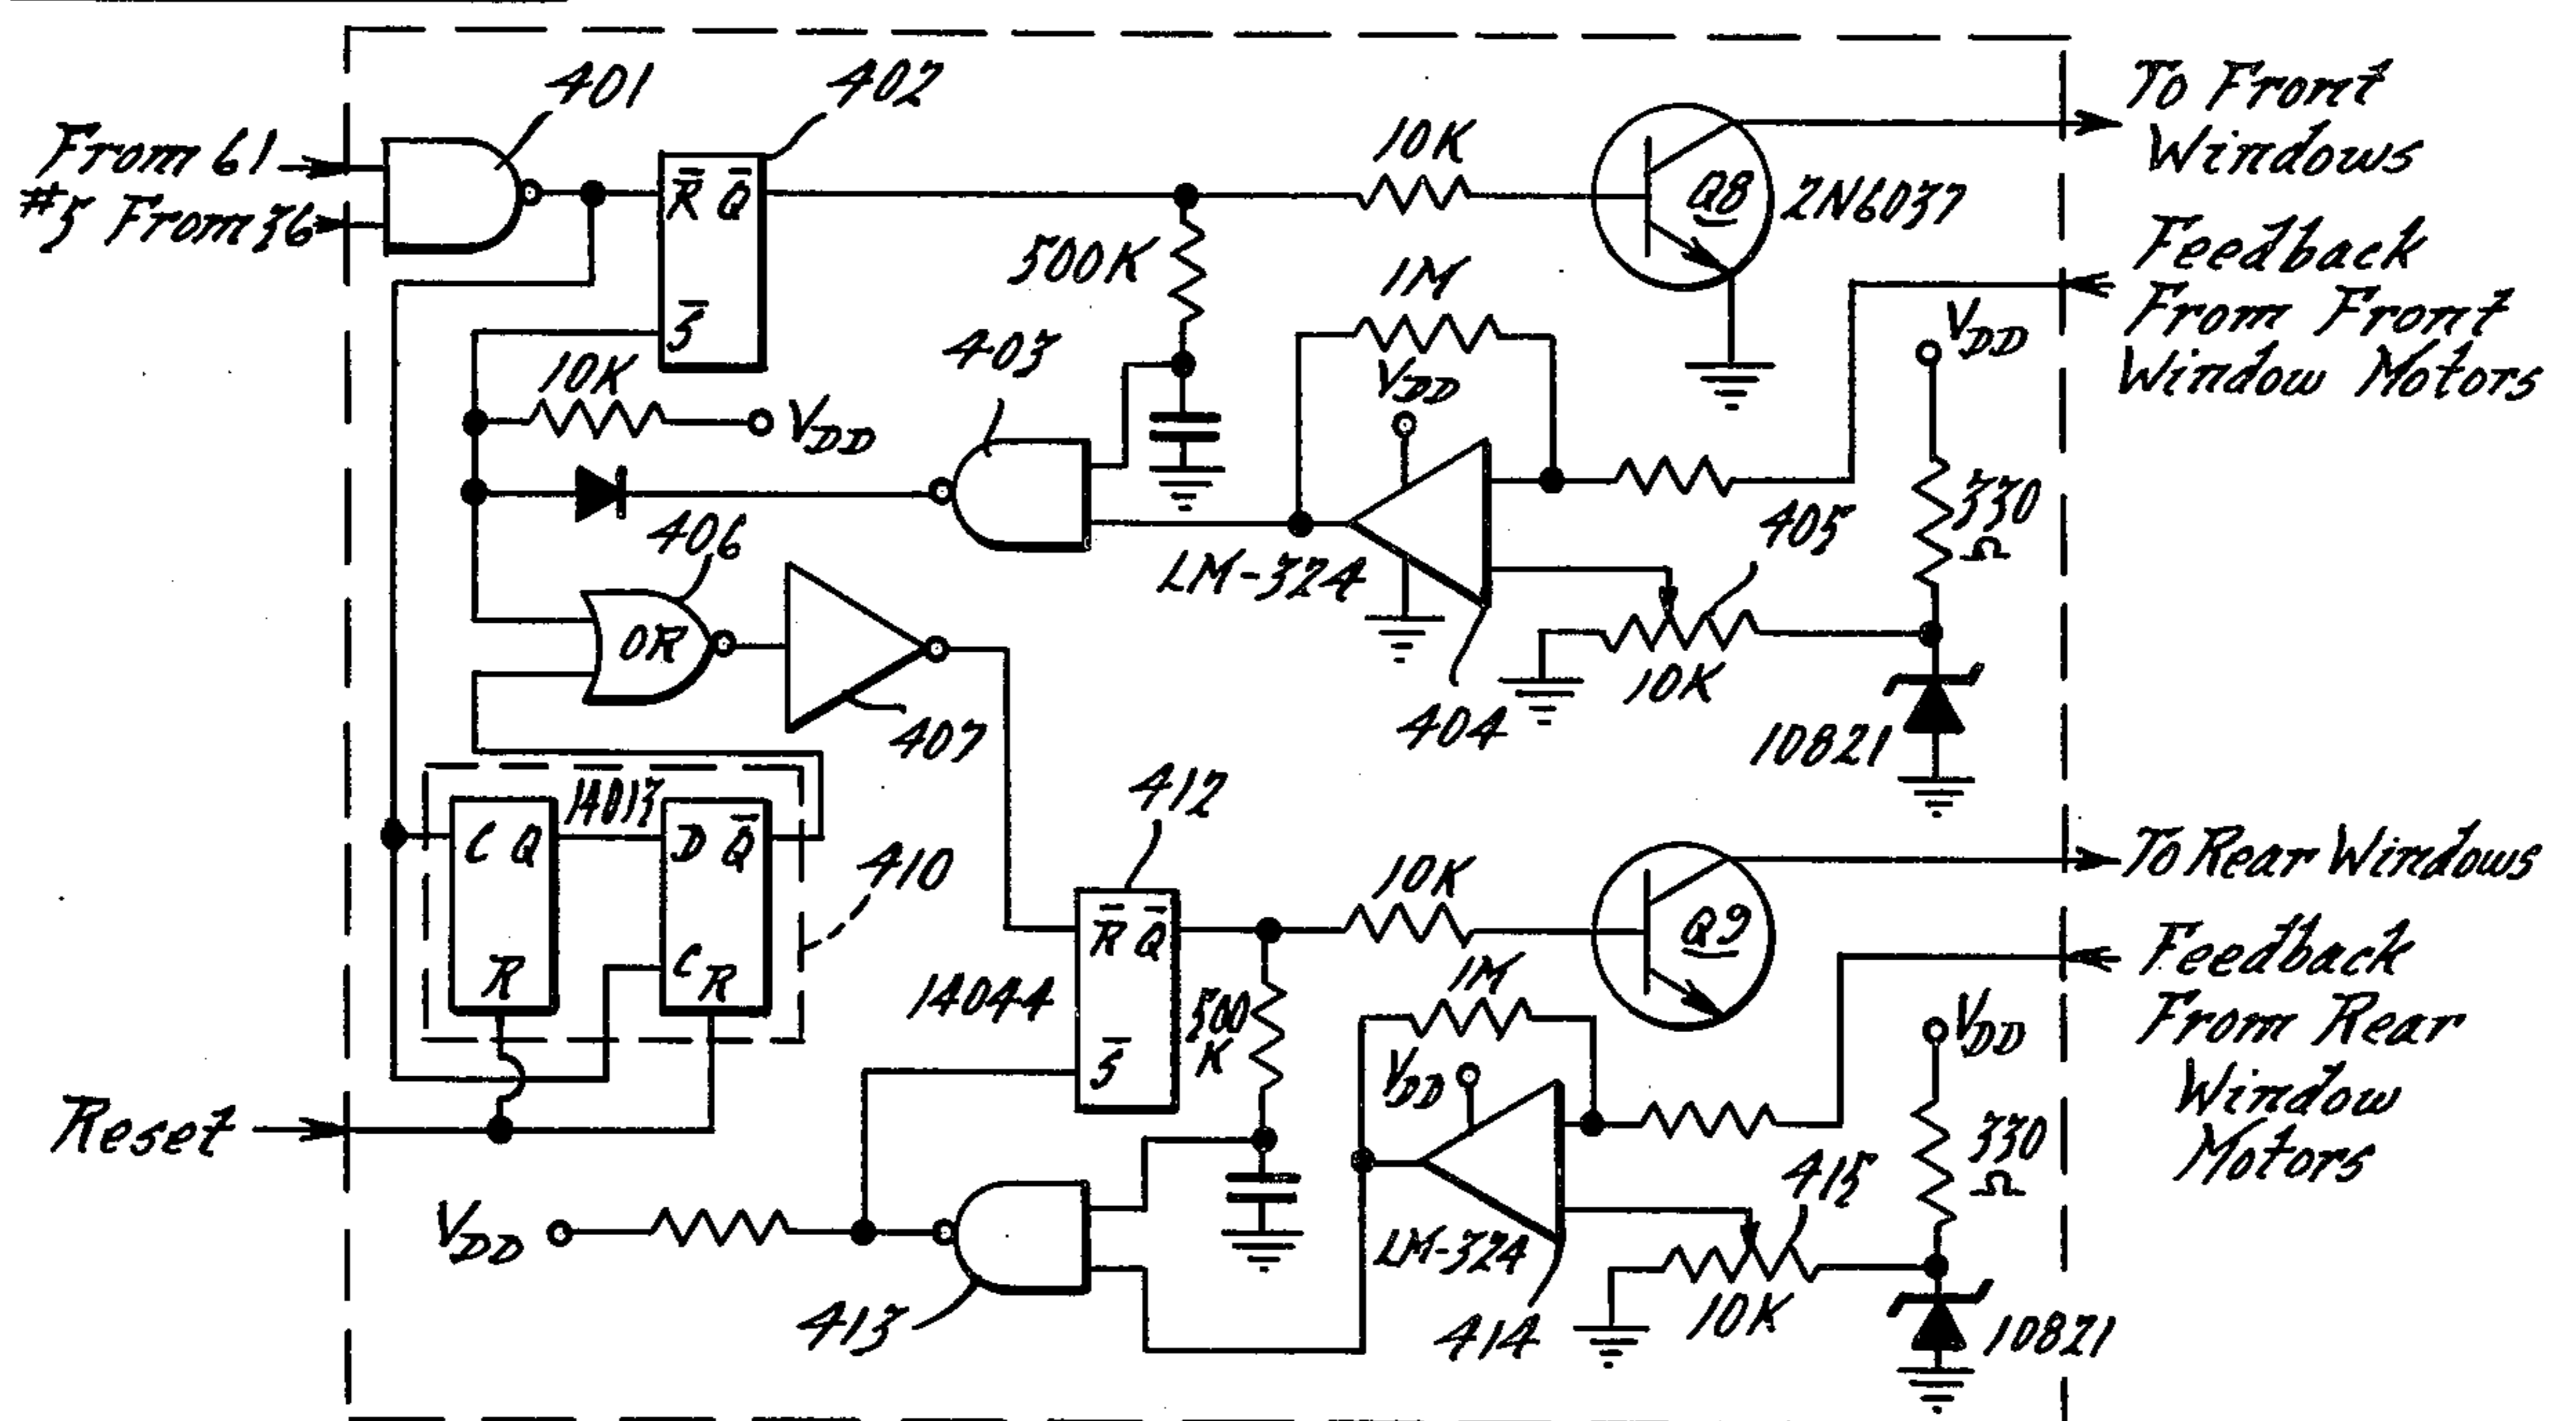 401
402
From 61
#5 From 36
R̅ Q̅
S̅
10K
Q8
2N6037
To Front
Windows
Feedback
From Front
Window Motors
500K
1M
403
VDD
VDD
10K
VDD
405
330
Ω
406
LM-324
OR
407
404
10K
10821
14013
C Q
D Q̅
R
C R
410
412
10K
Q9
To Rear Windows
Feedback
From Rear
Window
Motors
R̅ Q̅
14044
S̅
500
K
1M
VDD
VDD
415
330
Ω
Reset
VDD
LM-324
413
414
10K
10821